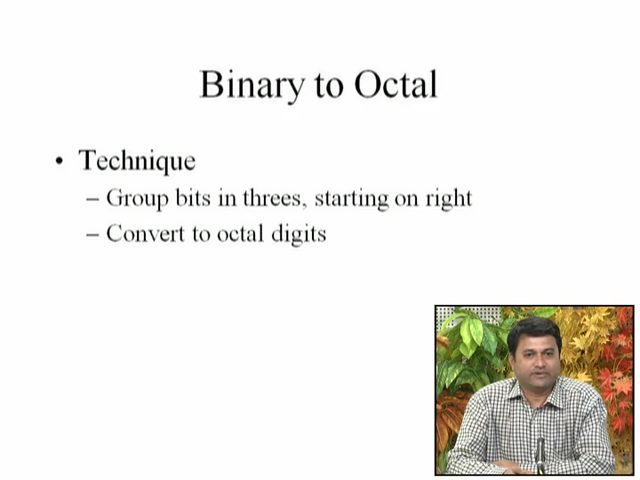 Binary to Octal
• Technique
– Group bits in threes, starting on right
– Convert to octal digits